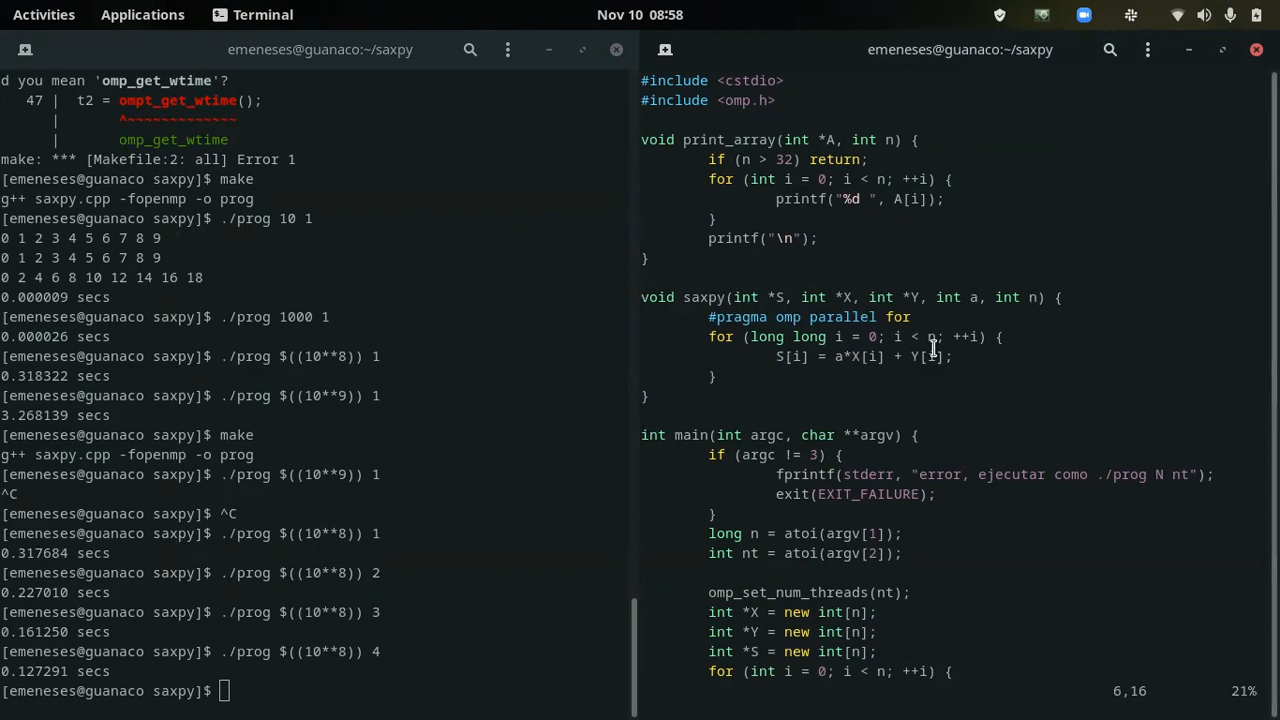 Activities Applications Terminal Nov 10 08:58
emeneses@guanaco:~/saxpy
d you mean 'omp_get_wtime'?
47 | t2 = ompt_get_wtime();
| ^~~~~~~~~~~~~~
| omp_get_wtime
make: *** [Makefile:2: all] Error 1
[emeneses@guanaco saxpy]$ make
g++ saxpy.cpp -fopenmp -o prog
[emeneses@guanaco saxpy]$ ./prog 10 1
0 1 2 3 4 5 6 7 8 9
0 1 2 3 4 5 6 7 8 9
0 2 4 6 8 10 12 14 16 18
0.000009 secs
[emeneses@guanaco saxpy]$ ./prog 1000 1
0.000026 secs
[emeneses@guanaco saxpy]$ ./prog $((10**8)) 1
0.318322 secs
[emeneses@guanaco saxpy]$ ./prog $((10**9)) 1
3.268139 secs
[emeneses@guanaco saxpy]$ make
g++ saxpy.cpp -fopenmp -o prog
[emeneses@guanaco saxpy]$ ./prog $((10**9)) 1
^C
[emeneses@guanaco saxpy]$ ^C
[emeneses@guanaco saxpy]$ ./prog $((10**8)) 1
0.317684 secs
[emeneses@guanaco saxpy]$ ./prog $((10**8)) 2
0.227010 secs
[emeneses@guanaco saxpy]$ ./prog $((10**8)) 3
0.161250 secs
[emeneses@guanaco saxpy]$ ./prog $((10**8)) 4
0.127291 secs
[emeneses@guanaco saxpy]$
emeneses@guanaco:~/saxpy
#include <cstdio>
#include <omp.h>
void print_array(int *A, int n) {
if (n > 32) return;
for (int i = 0; i < n; ++i) {
printf("%d ", A[i]);
}
printf("\n");
}
void saxpy(int *S, int *X, int *Y, int a, int n) {
#pragma omp parallel for
for (long long i = 0; i < n; ++i) {
S[i] = a*X[i] + Y[i];
}
}
int main(int argc, char **argv) {
if (argc != 3) {
fprintf(stderr, "error, ejecutar como ./prog N nt");
exit(EXIT_FAILURE);
}
long n = atoi(argv[1]);
int nt = atoi(argv[2]);
omp_set_num_threads(nt);
int *X = new int[n];
int *Y = new int[n];
int *S = new int[n];
for (int i = 0; i < n; ++i) {
6,16 21%